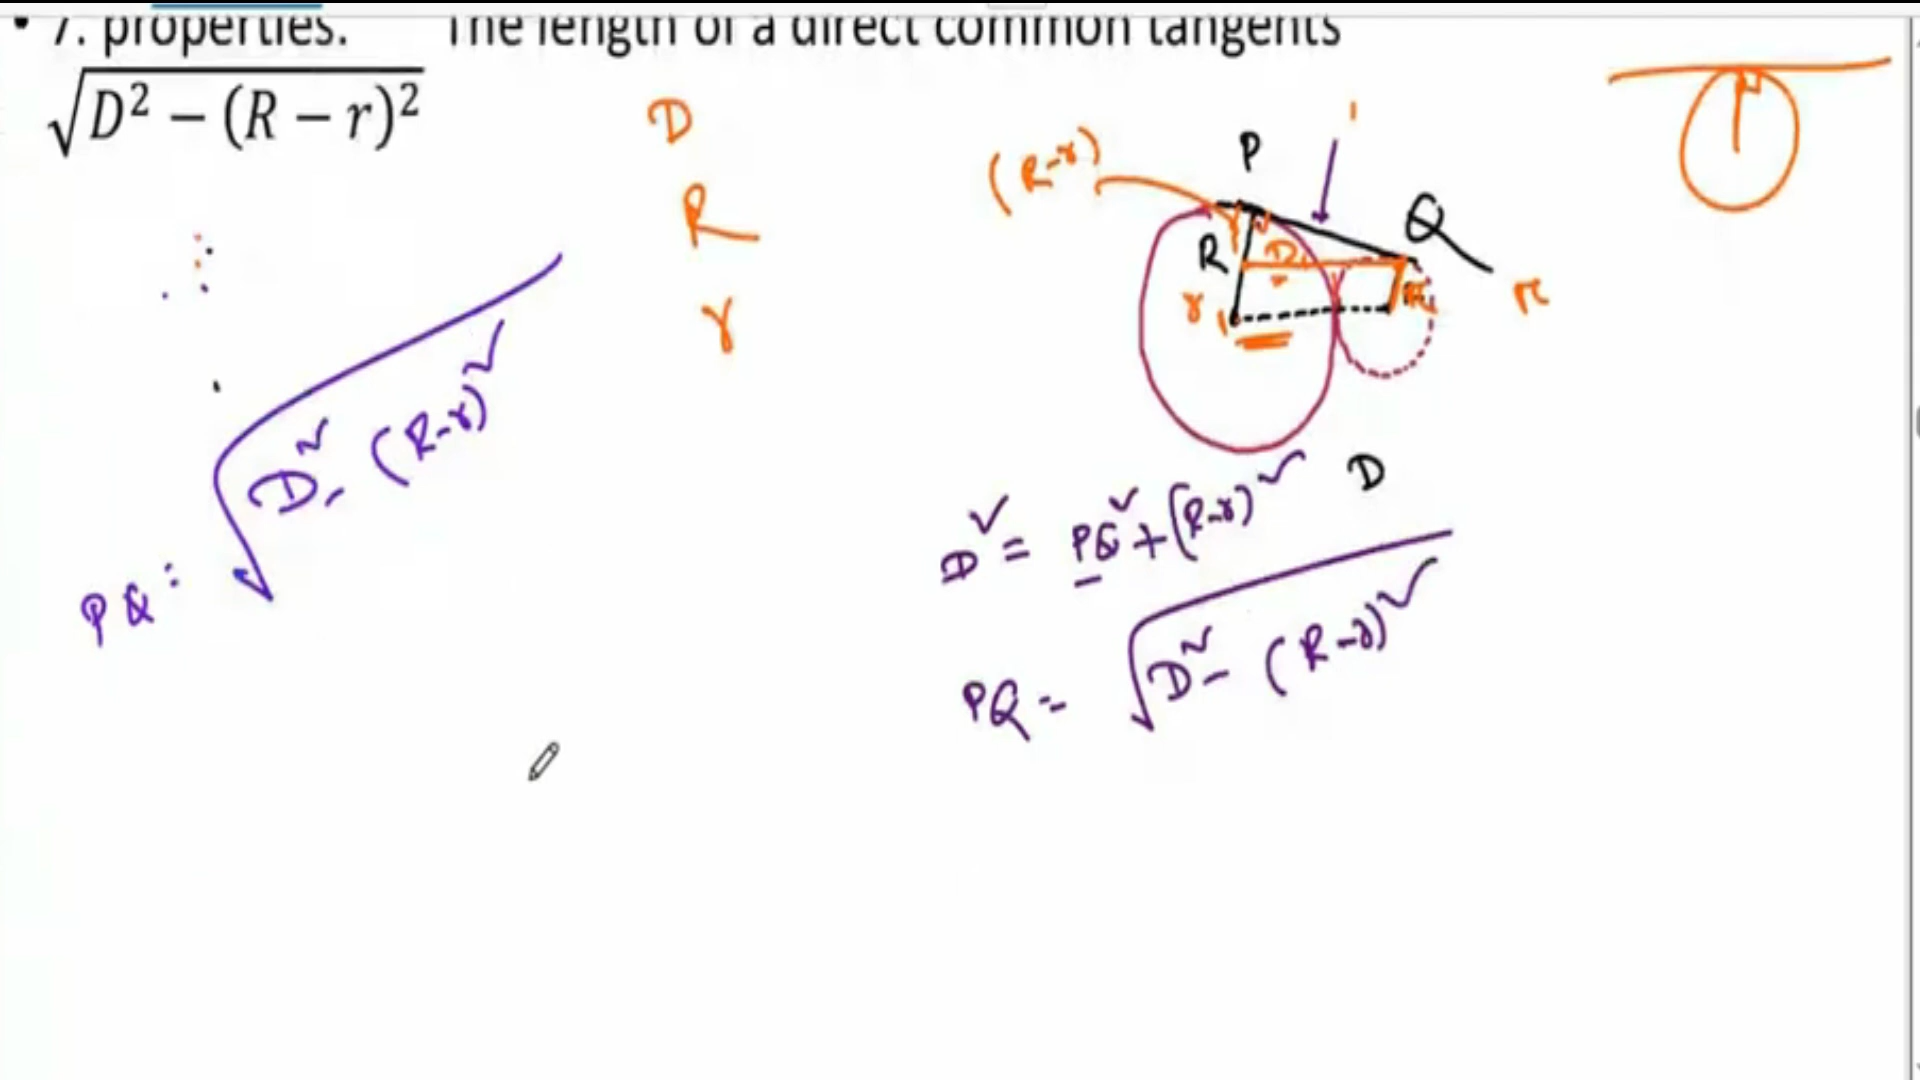 • 7. properties. The length of a direct common tangents
√(D² − (R − r)²)
D
R
r
(R-r)
P
Q
R
D
r
r
r
PQ = √(D² - (R-r)²)
D
D² = PQ² + (R-r)²
PQ = √(D² - (R-r)²)